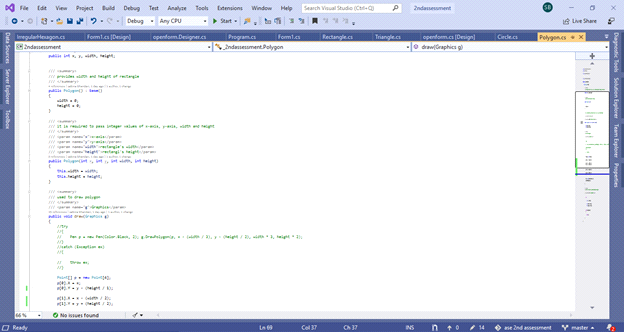 File Edit View Project Build Debug Test Analyze Tools Extensions Window Help Search Visual Studio (Ctrl+Q) 2ndassessment SB
Debug Any CPU Start Live Share
IrregularHexagon.cs Form1.cs [Design] openform.Designer.cs Program.cs Form1.cs Rectangle.cs Triangle.cs openform.cs [Design] Circle.cs Polygon.cs
2ndassessment _2ndassessment.Polygon draw(Graphics g)
Data Sources
Server Explorer
Toolbox
public int x, y, width, height;
/// <summary>
/// provides width and height of rectangle
/// </summary>
public Polygon() : base()
{
width = 0;
height = 0;
}
/// <summary>
/// it is required to pass integer values of x-axis, y-axis, width and height
/// </summary>
/// <param name="x">x-axis</param>
/// <param name="y">y-axis</param>
/// <param name="width">rectangle's width</param>
/// <param name="height">rectangl's height</param>
public Polygon(int x, int y, int width, int height)
{
this.width = width;
this.height = height;
}
/// <summary>
/// used to draw polygon
/// </summary>
/// <param name="g">Graphics</param>
public void draw(Graphics g)
{
//try
//{
// Pen p = new Pen(Color.Black, 2); g.DrawPolygon(p, x - (width / 2), y - (height / 2), width * 2, height * 2);
//}
//catch (Exception ex)
//{
// throw ex;
//}
Point[] p = new Point[6];
p[0].X = x;
p[0].Y = y - (height / 2);
p[1].X = x - (width / 2);
p[1].Y = y - (height / 2);
Diagnostic Tools
Solution Explorer
Team Explorer
Properties
66 % No issues found
Ready Ln 69 Col 37 Ch 37 INS 0 14 ase 2nd assessment master 2